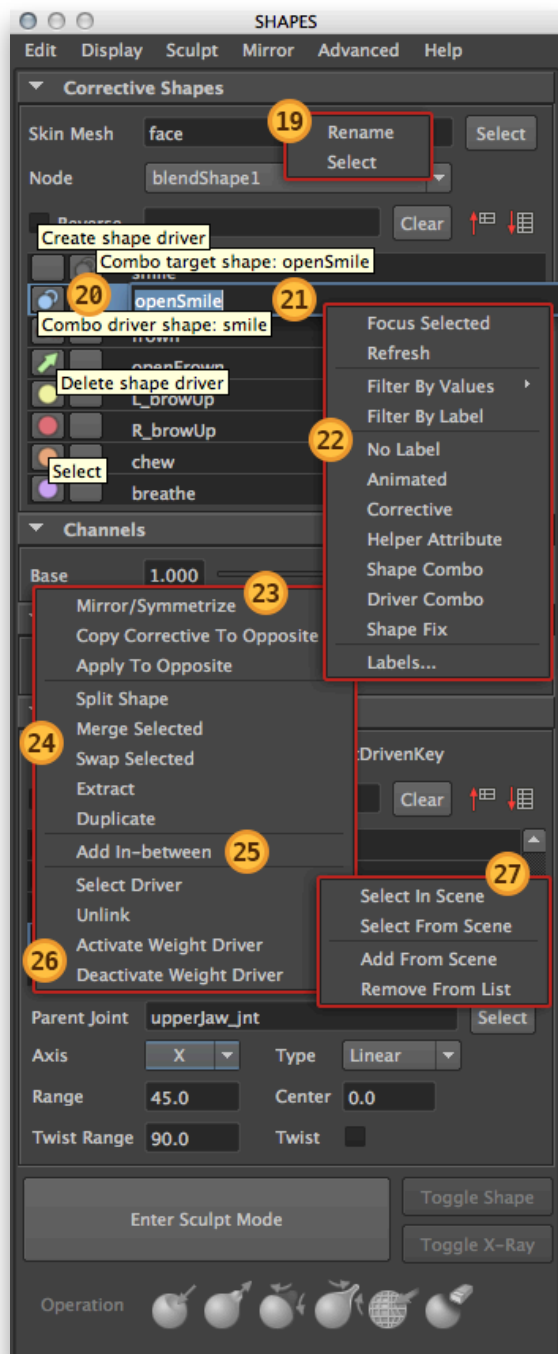 SHAPES
Edit Display Sculpt Mirror Advanced Help
Corrective Shapes
Skin Mesh face Select
19
Rename
Select
Node blendShape1
Reverse Clear
Create shape driver
Combo target shape: openSmile
smile
20 openSmile 21
Combo driver shape: smile
frown
openFrown
Delete shape driver
L_browUp
R_browUp
Select
chew
breathe
22
Focus Selected
Refresh
Filter By Values
Filter By Label
No Label
Animated
Corrective
Helper Attribute
Shape Combo
Driver Combo
Shape Fix
Labels...
Channels
Base 1.000
23
Mirror/Symmetrize
Copy Corrective To Opposite
Apply To Opposite
24
Split Shape
Merge Selected
Swap Selected
Extract
Duplicate
Add In-between 25
Select Driver
Unlink
26
Activate Weight Driver
Deactivate Weight Driver
tDrivenKey
Clear
27
Select In Scene
Select From Scene
Add From Scene
Remove From List
Parent Joint upperJaw_jnt Select
Axis X Type Linear
Range 45.0 Center 0.0
Twist Range 90.0 Twist
Enter Sculpt Mode
Toggle Shape
Toggle X-Ray
Operation